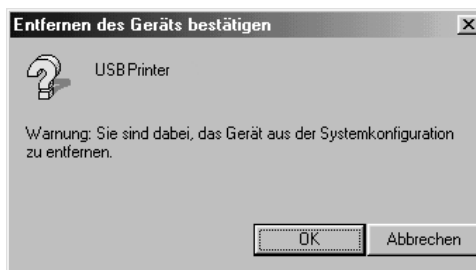 Entfernen des Geräts bestätigen
USB Printer
Warnung: Sie sind dabei, das Gerät aus der Systemkonfiguration
zu entfernen.
OK
Abbrechen